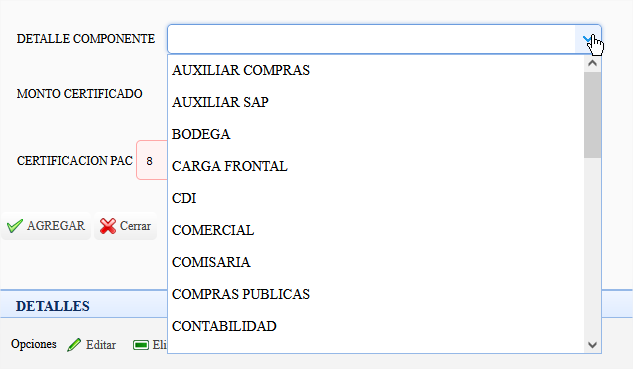 DETALLE COMPONENTE
AUXILIAR COMPRAS
MONTO CERTIFICADO
AUXILIAR SAP
BODEGA
CERTIFICACION PAC 8
CARGA FRONTAL
CDI
AGREGAR Cerrar
COMERCIAL
COMISARIA
DETALLES
COMPRAS PUBLICAS
CONTABILIDAD
Opciones Editar Eli